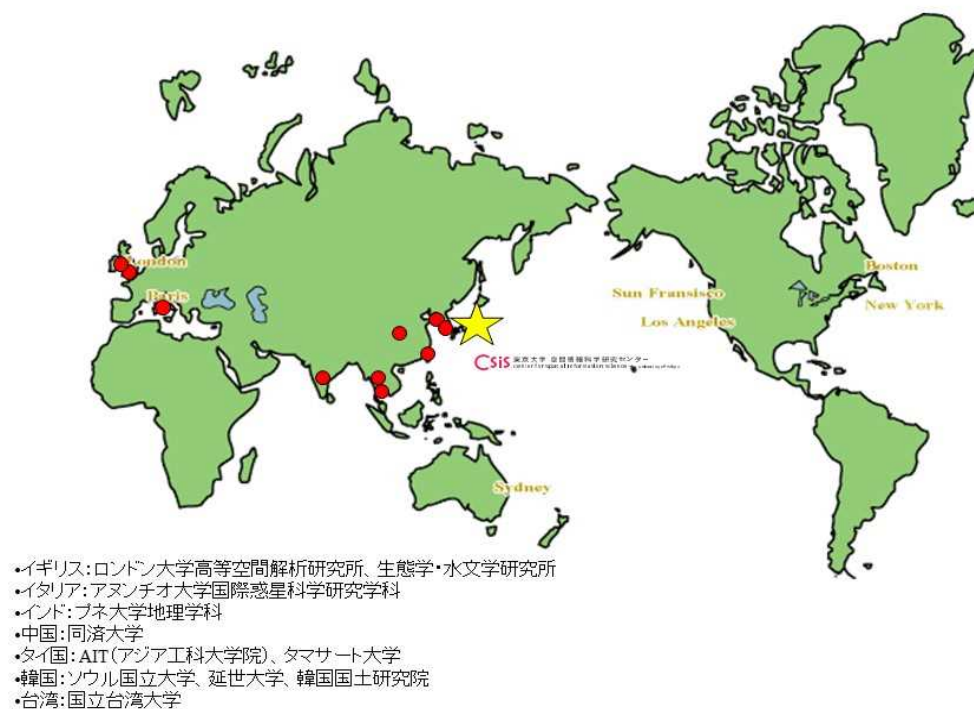 London
Paris
Boston
Sun Fransisco
New York
Los Angeles
CSiS 東京大学 空間情報科学研究センター
center for spatial information science
Sydney
•イギリス:ロンドン大学高等空間解析研究所、生態学・水文学研究所
•イタリア:アヌンチオ大学国際惑星科学研究学科
•インド:プネ大学地理学科
•中国:同済大学
•タイ国:AIT(アジア工科大学院)、タマサート大学
•韓国:ソウル国立大学、延世大学、韓国国土研究院
•台湾:国立台湾大学